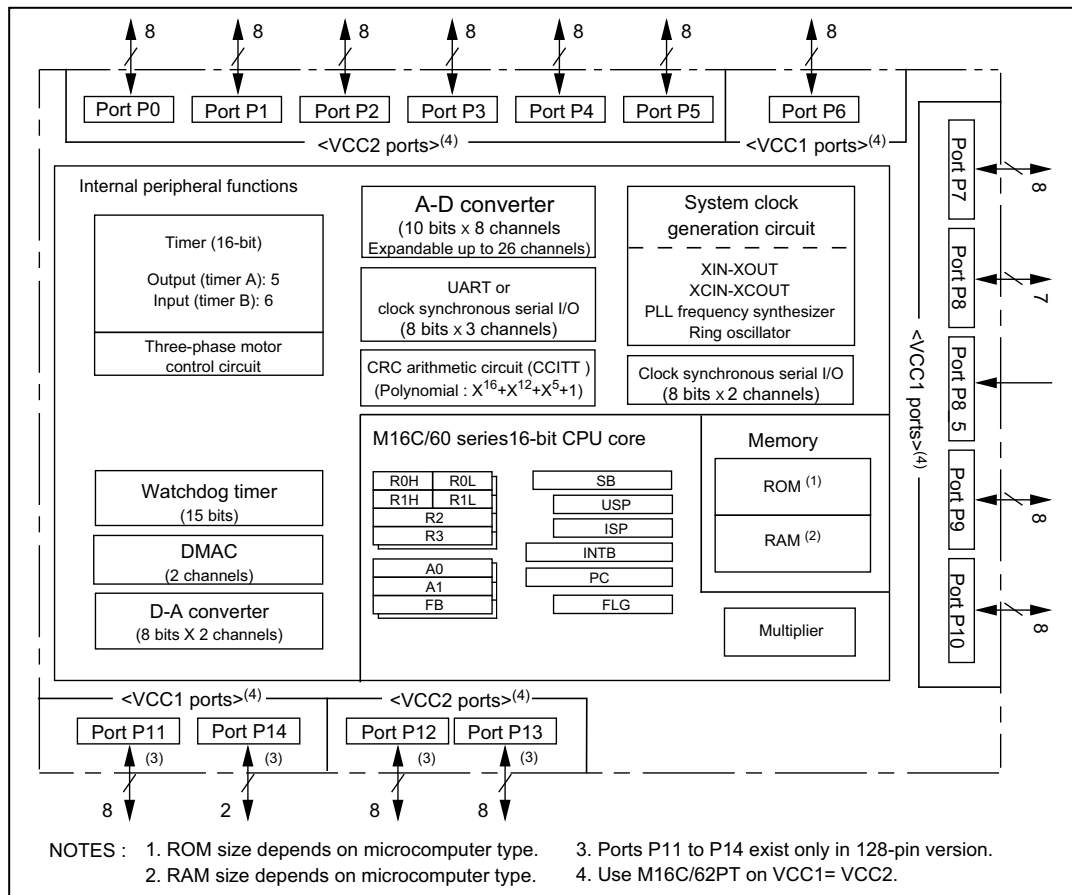 8 8 8 8 8 8 8
Port P0 Port P1 Port P2 Port P3 Port P4 Port P5 Port P6
<VCC2 ports>(4)
<VCC1 ports>(4)
Port P7
8
Port P8
7
Port P8_5
Port P9
8
Port P10
8
<VCC1 ports>(4)
Internal peripheral functions
Timer (16-bit)
Output (timer A): 5
Input (timer B): 6
Three-phase motor
control circuit
Watchdog timer
(15 bits)
DMAC
(2 channels)
D-A converter
(8 bits X 2 channels)
A-D converter
(10 bits x 8 channels
Expandable up to 26 channels)
UART or
clock synchronous serial I/O
(8 bits x 3 channels)
CRC arithmetic circuit (CCITT )
(Polynomial : X16+X12+X5+1)
System clock
generation circuit
XIN-XOUT
XCIN-XCOUT
PLL frequency synthesizer
Ring oscillator
Clock synchronous serial I/O
(8 bits x 2 channels)
M16C/60 series16-bit CPU core
R0H R0L
R1H R1L
R2
R3
A0
A1
FB
SB
USP
ISP
INTB
PC
FLG
Memory
ROM (1)
RAM (2)
Multiplier
<VCC1 ports>(4)
<VCC2 ports>(4)
Port P11 Port P14 Port P12 Port P13
(3) (3) (3) (3)
8 2 8 8
NOTES : 1. ROM size depends on microcomputer type.
2. RAM size depends on microcomputer type.
3. Ports P11 to P14 exist only in 128-pin version.
4. Use M16C/62PT on VCC1= VCC2.